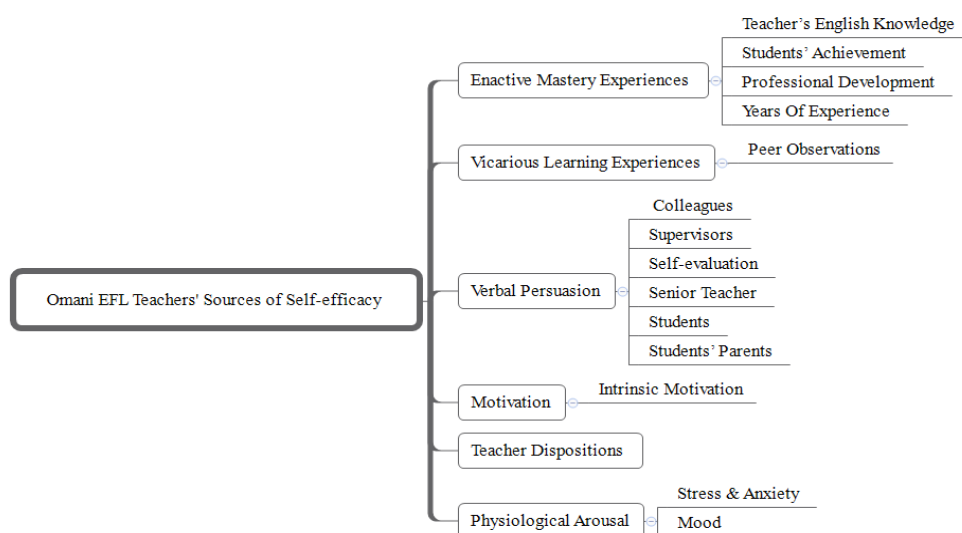 Omani EFL Teachers' Sources of Self-efficacy
Enactive Mastery Experiences
Teacher’s English Knowledge
Students’ Achievement
Professional Development
Years Of Experience
Vicarious Learning Experiences
Peer Observations
Verbal Persuasion
Colleagues
Supervisors
Self-evaluation
Senior Teacher
Students
Students’ Parents
Motivation
Intrinsic Motivation
Teacher Dispositions
Physiological Arousal
Stress & Anxiety
Mood